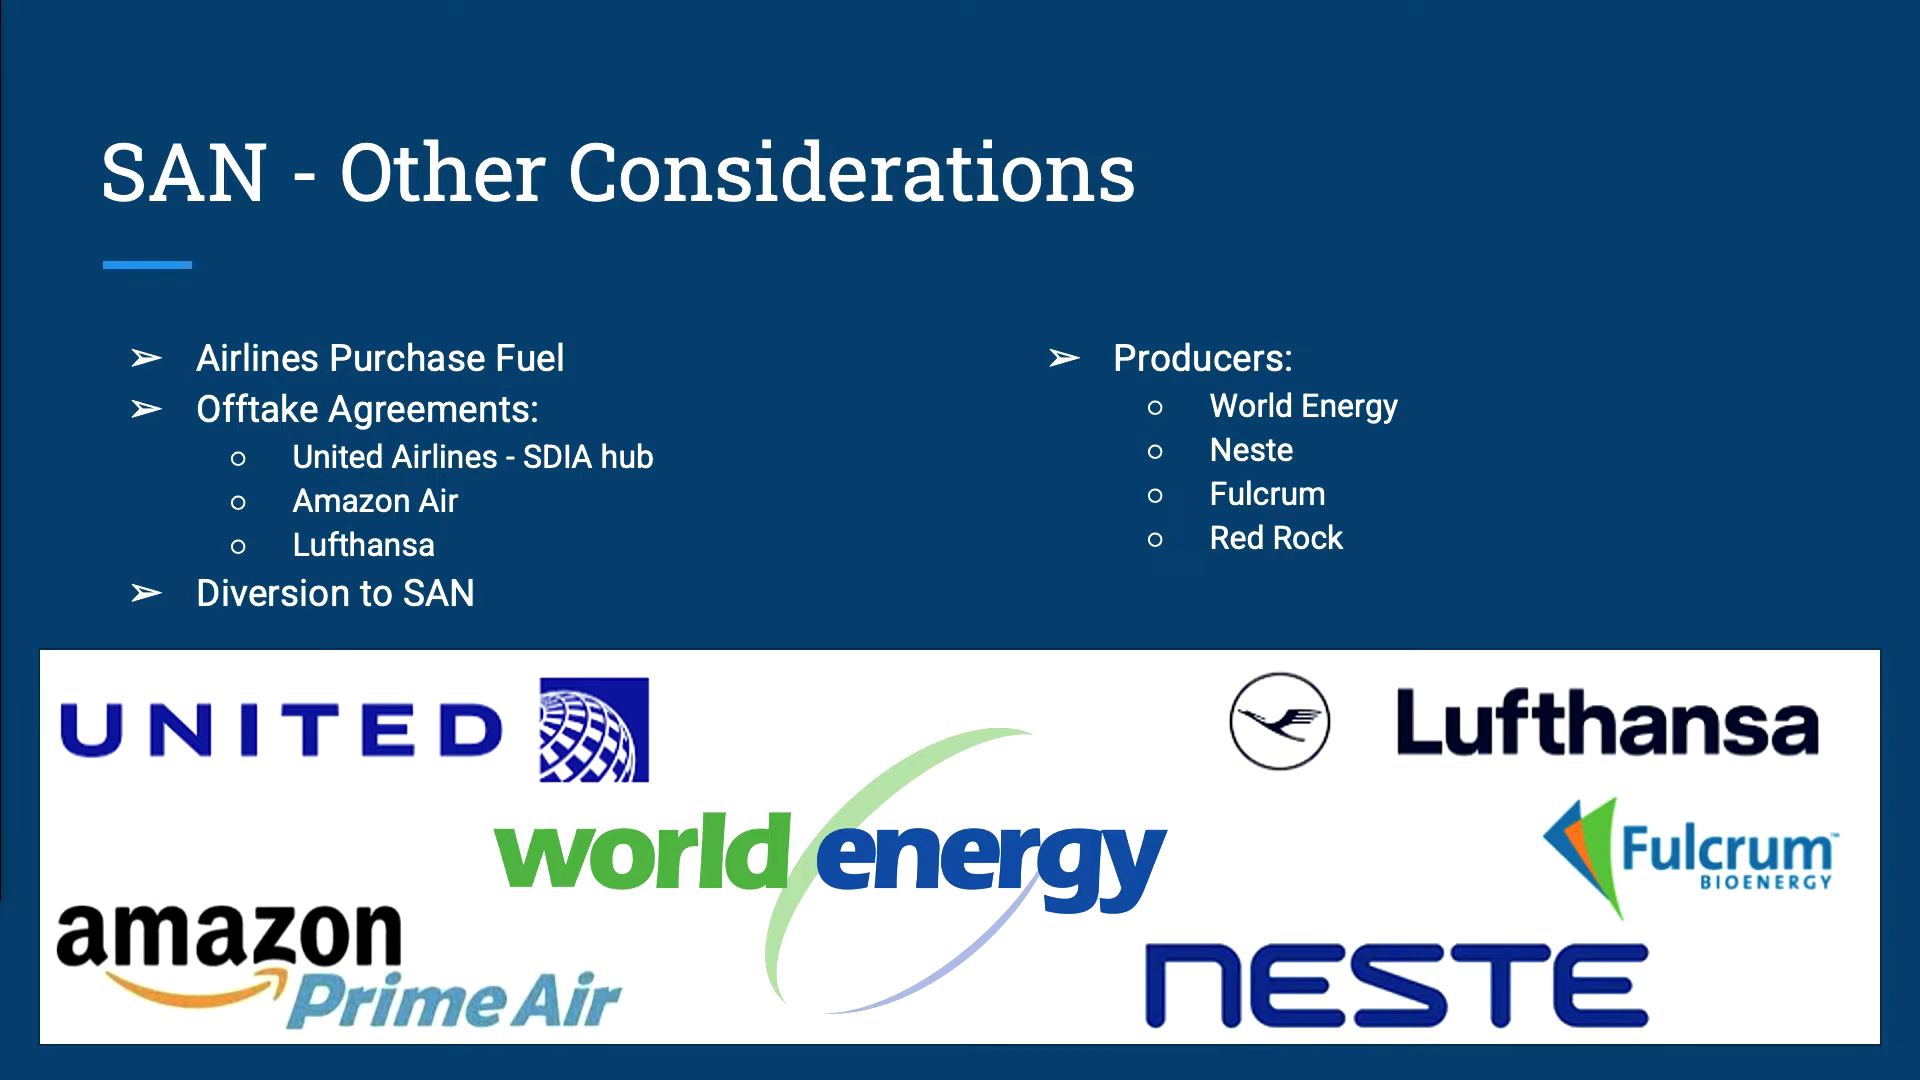 SAN - Other Considerations
➢ Airlines Purchase Fuel
➢ Offtake Agreements:
○ United Airlines - SDIA hub
○ Amazon Air
○ Lufthansa
➢ Diversion to SAN
➢ Producers:
○ World Energy
○ Neste
○ Fulcrum
○ Red Rock
UNITED
Lufthansa
world energy
Fulcrum™
BIOENERGY
amazon
Prime Air
NESTE